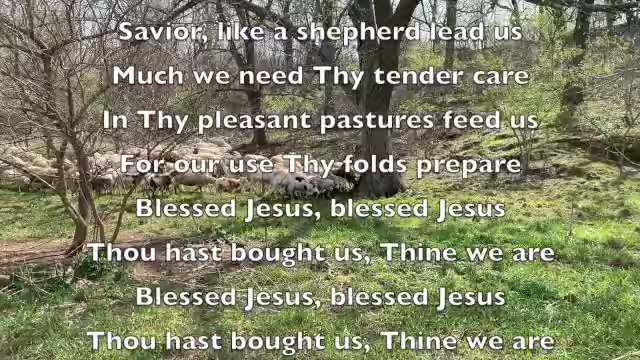 Savior, like a shepherd lead us
Much we need Thy tender care
In Thy pleasant pastures feed us
For our use Thy folds prepare
Blessed Jesus, blessed Jesus
Thou hast bought us, Thine we are
Blessed Jesus, blessed Jesus
Thou hast bought us, Thine we are